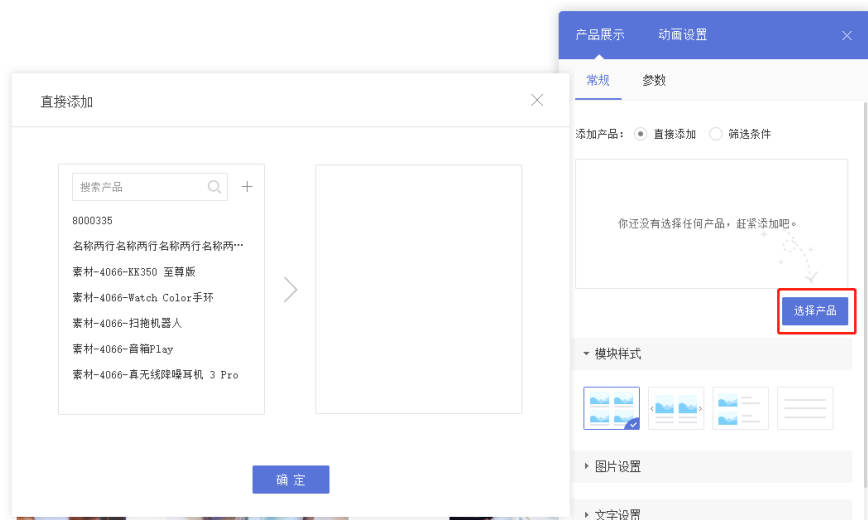 产品展示 动画设置
常规 参数
添加产品: 直接添加 筛选条件
你还没有选择任何产品,赶紧添加吧。
选择产品
模块样式
图片设置
文字设置
直接添加
搜索产品
8000335
名称两行名称两行名称两行名称两…
素材-4066-KK350 至尊版
素材-4066-Watch Color手环
素材-4066-扫拖机器人
素材-4066-音箱Play
素材-4066-真无线降噪耳机 3 Pro
确定